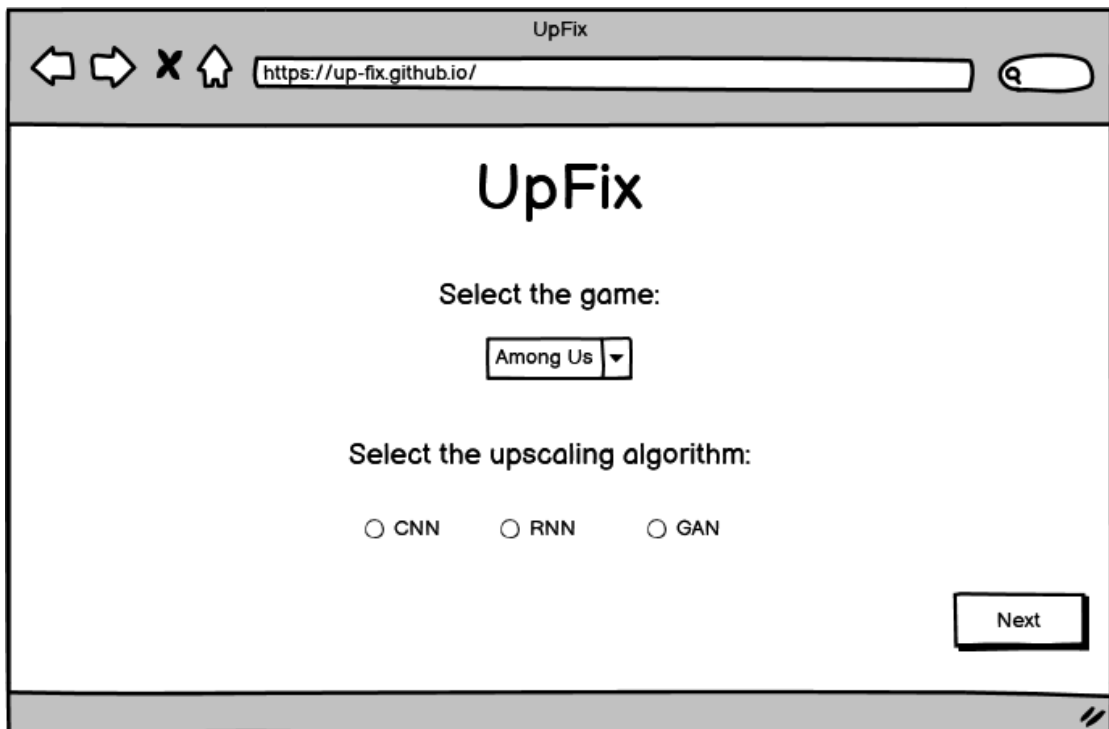 UpFix
https://up-fix.github.io/
UpFix
Select the game:
Among Us
Select the upscaling algorithm:
CNN RNN GAN
Next